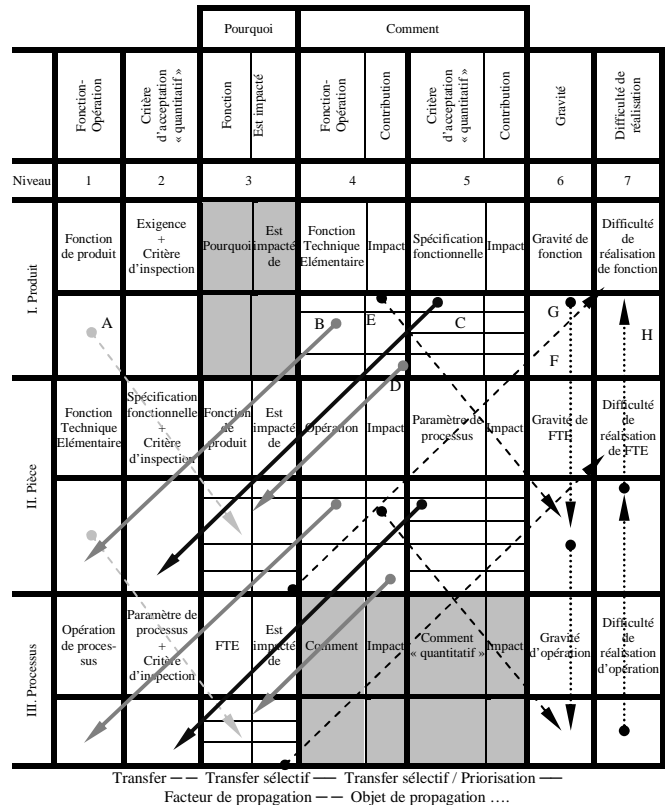 Pourquoi
Comment
Fonction-
Opération
Critère
d’acceptation
« quantitatif »
Fonction
Est impacté
Fonction-
Opération
Contribution
Critère
d’acceptation
« quantitatif »
Contribution
Gravité
Difficulté de
réalisation
Niveau 1 2 3 4 5 6 7
I. Produit
Fonction
de produit
Exigence
+
Critère
d’inspection
Pourquoi
Est
impacté
de
Fonction
Technique
Elémentaire
Impact
Spécification
fonctionnelle
Impact
Gravité de
fonction
Difficulté
de
réalisation
de fonction
A
B
E
C
D
G
F
H
II. Pièce
Fonction
Technique
Elémentaire
Spécification
fonctionnelle
+
Critère
d’inspection
Fonction
de
produit
Est
impacté
de
Opération
Impact
Paramètre de
processus
Impact
Gravité de
FTE
Difficulté
de
réalisation
de FTE
III. Processus
Opération
de proces-
sus
Paramètre de
processus
+
Critère
d’inspection
FTE
Est
impacté
de
Comment
Impact
Comment
« quantitatif »
Impact
Gravité
d’opération
Difficulté
de
réalisation
d’opération
Transfer — — Transfer sélectif —— Transfer sélectif / Priorisation ——
Facteur de propagation — — Objet de propagation ….